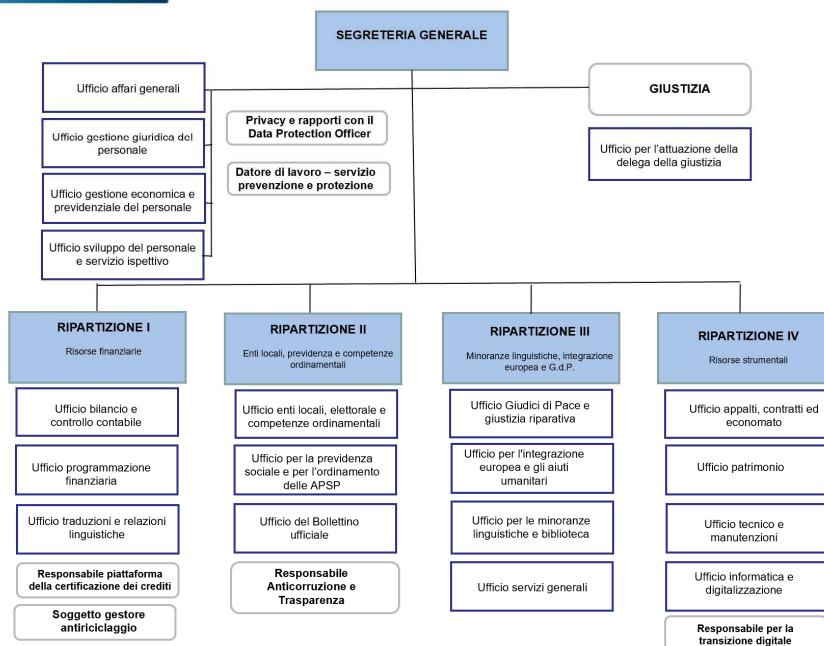 SEGRETERIA GENERALE
Ufficio affari generali
Ufficio gestione giuridica del
personale
Ufficio gestione economica e
previdenziale del personale
Ufficio sviluppo del personale
e servizio ispettivo
Privacy e rapporti con il
Data Protection Officer
Datore di lavoro – servizio
prevenzione e protezione
GIUSTIZIA
Ufficio per l'attuazione della
delega della giustizia
RIPARTIZIONE I
Risorse finanziarie
Ufficio bilancio e
controllo contabile
Ufficio programmazione
finanziaria
Ufficio traduzioni e relazioni
linguistiche
Responsabile piattaforma
della certificazione dei crediti
Soggetto gestore
antiriciclaggio
RIPARTIZIONE II
Enti locali, previdenza e competenze
ordinamentali
Ufficio enti locali, elettorale e
competenze ordinamentali
Ufficio per la previdenza
sociale e per l'ordinamento
delle APSP
Ufficio del Bollettino
ufficiale
Responsabile
Anticorruzione e
Trasparenza
RIPARTIZIONE III
Minoranze linguistiche, integrazione
europea e G.d.P.
Ufficio Giudici di Pace e
giustizia riparativa
Ufficio per l'integrazione
europea e gli aiuti
umanitari
Ufficio per le minoranze
linguistiche e biblioteca
Ufficio servizi generali
RIPARTIZIONE IV
Risorse strumentali
Ufficio appalti, contratti ed
economato
Ufficio patrimonio
Ufficio tecnico e
manutenzioni
Ufficio informatica e
digitalizzazione
Responsabile per la
transizione digitale